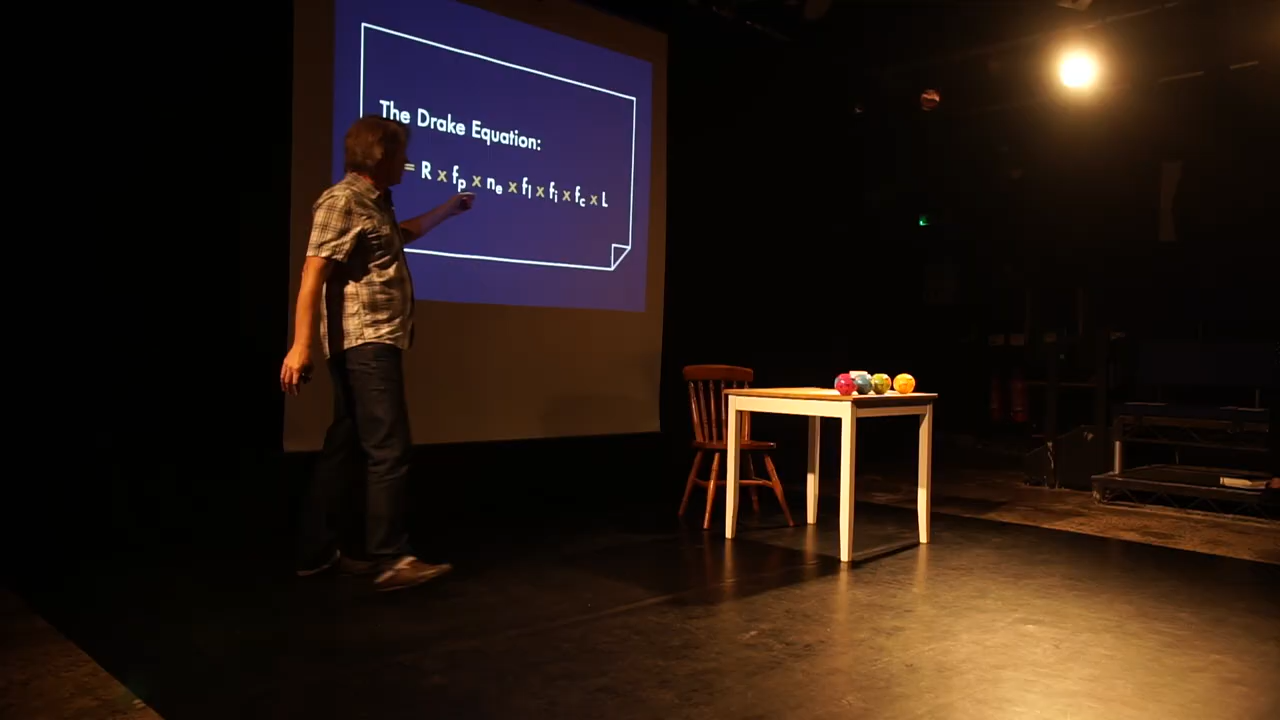 The Drake Equation:
= R x fp x ne x fl x fi x fc x L